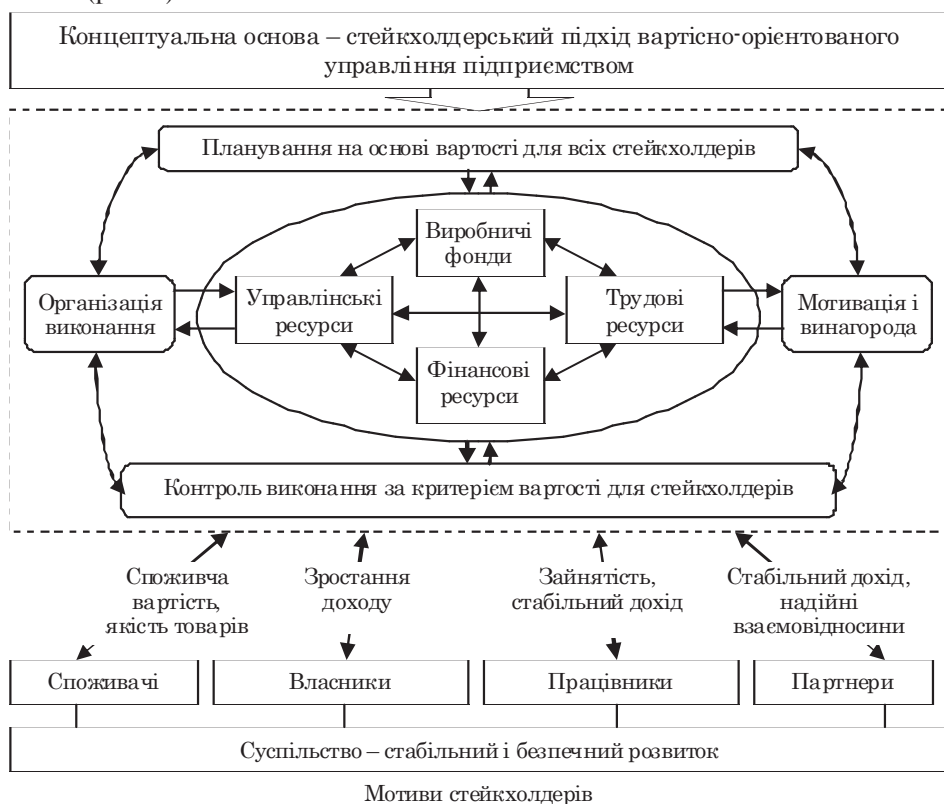 Концептуальна основа – стейкхолдерський підхід вартісно-орієнтованого
управління підприємством
Планування на основі вартості для всіх стейкхолдерів
Виробничі
фонди
Організація
виконання
Управлінські
ресурси
Трудові
ресурси
Мотивація і
винагорода
Фінансові
ресурси
Контроль виконання за критерієм вартості для стейкхолдерів
Споживча
вартість,
якість товарів
Зростання
доходу
Зайнятість,
стабільний дохід
Стабільний дохід,
надійні
взаємовідносини
Споживачі
Власники
Працівники
Партнери
Суспільство – стабільний і безпечний розвиток
Мотиви стейкхолдерів